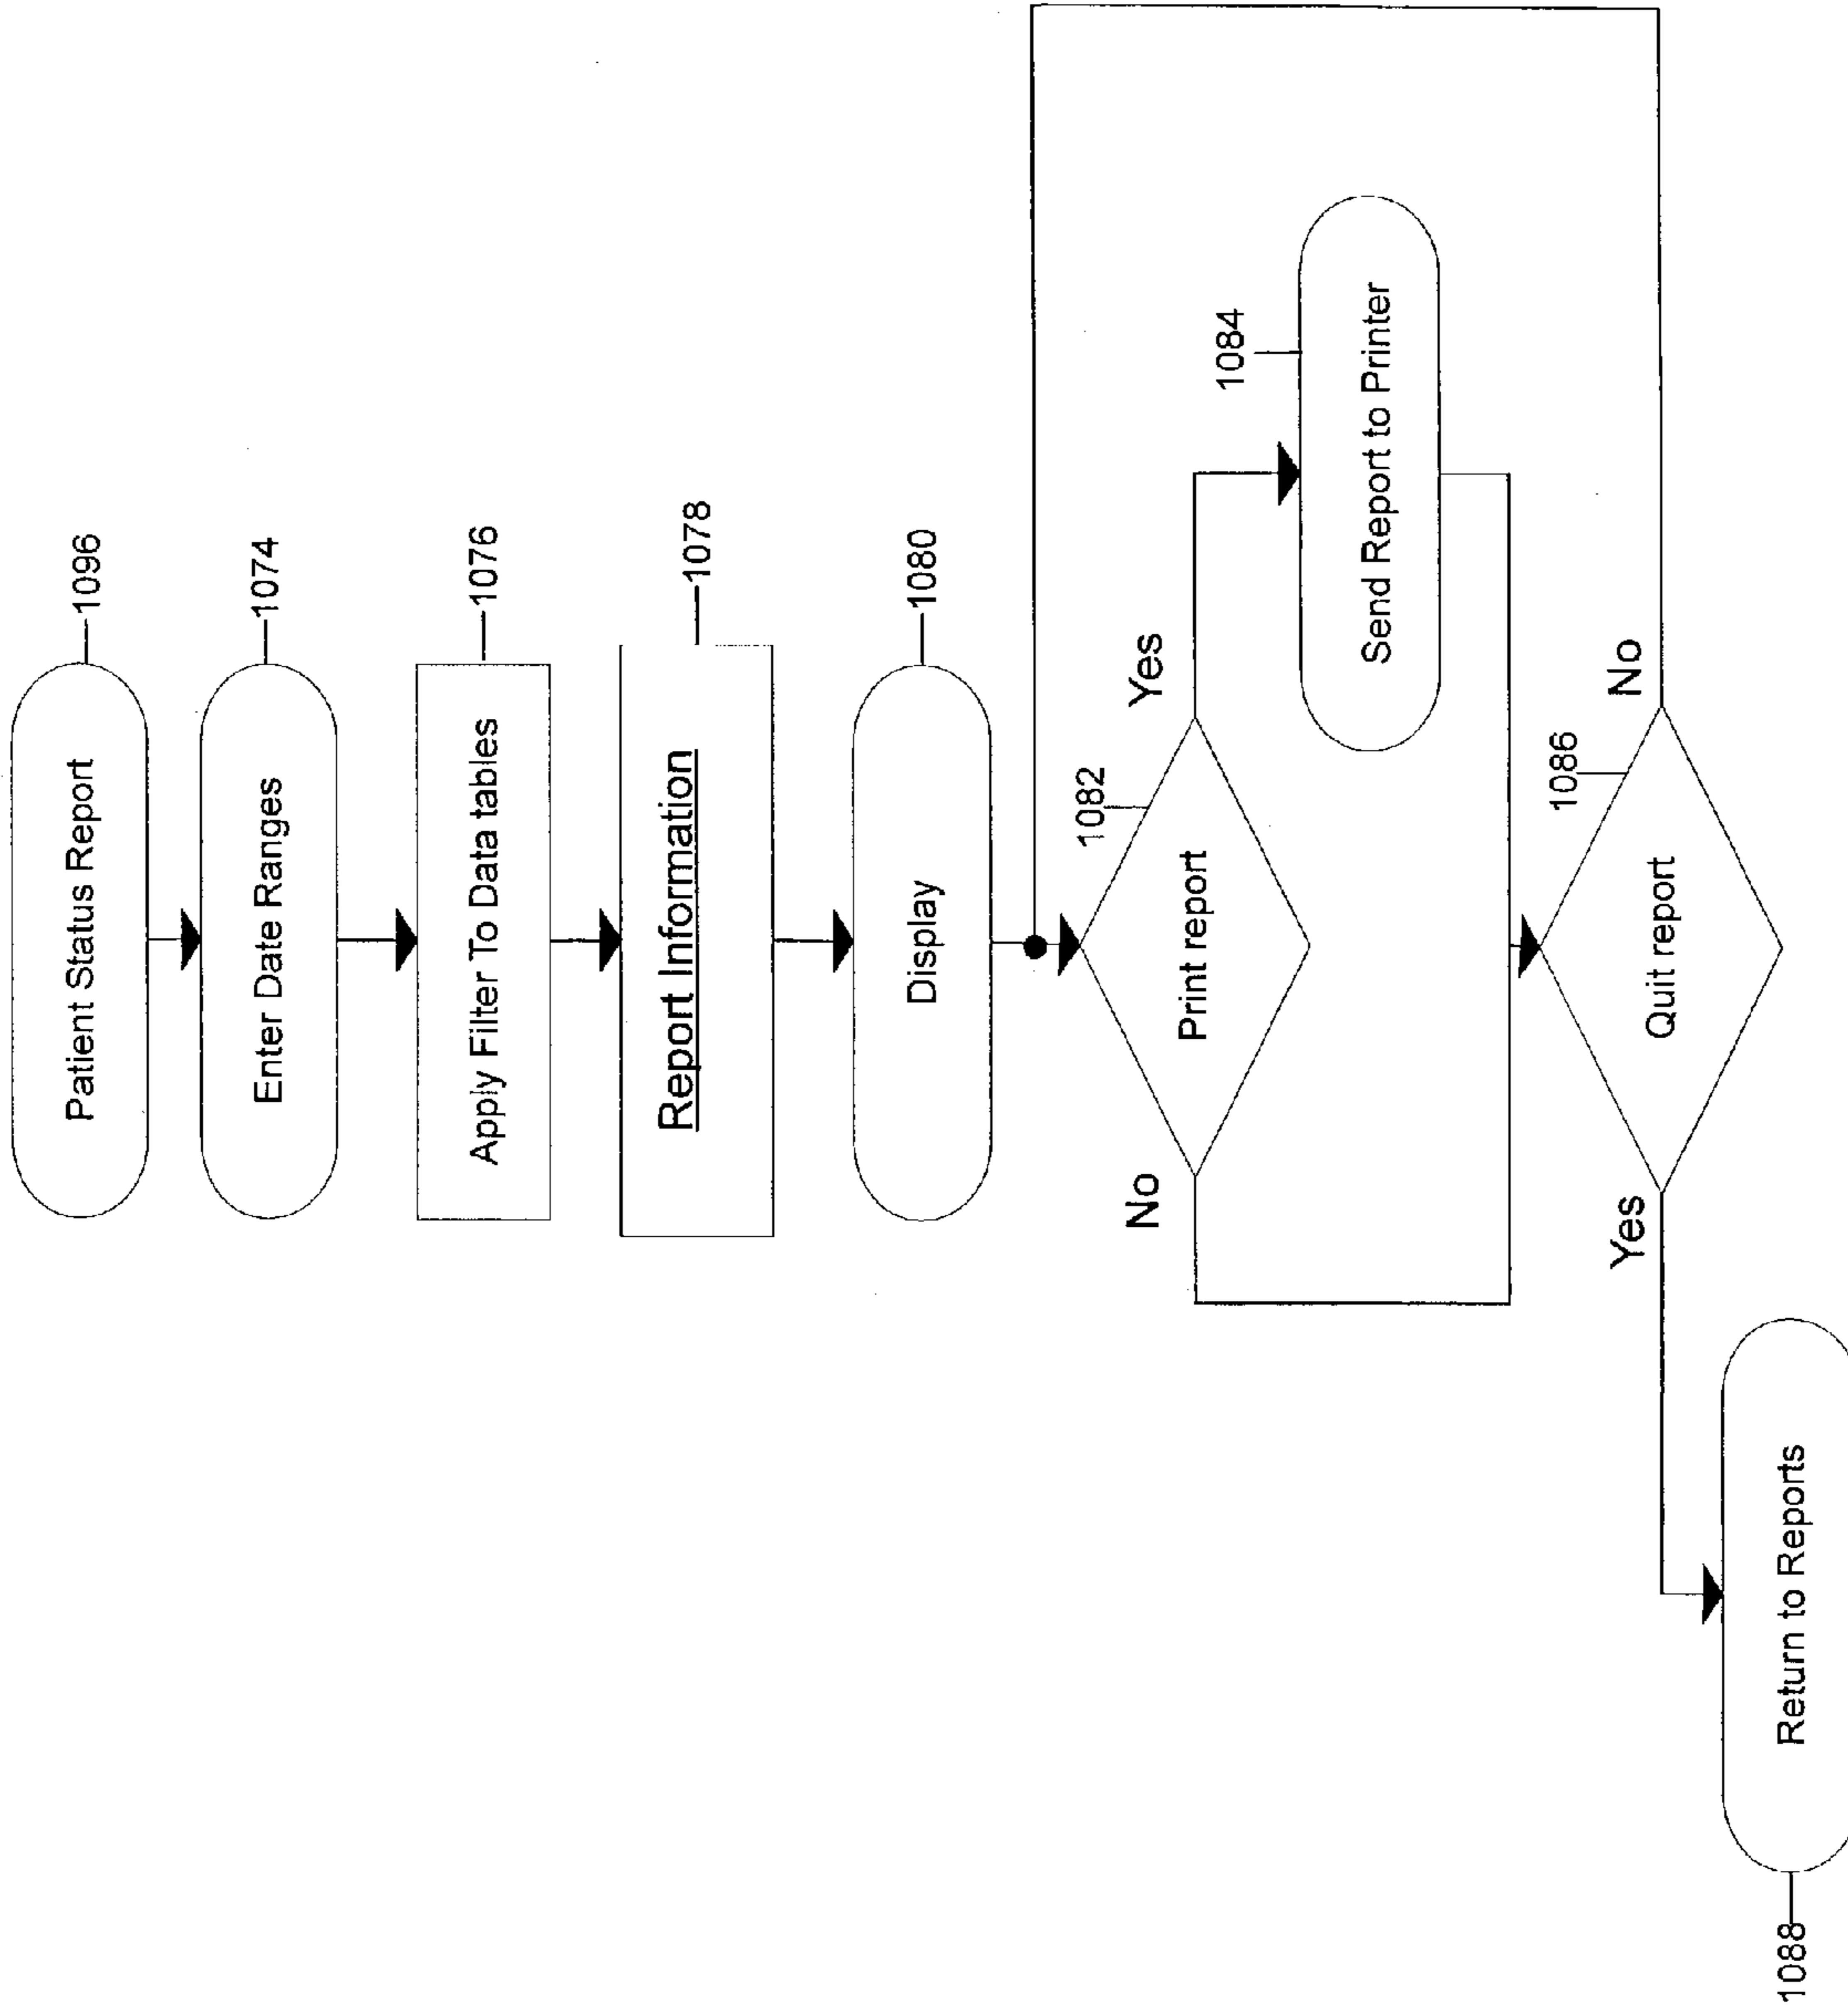 Patient Status Report
1096
Enter Date Ranges
1074
Apply Filter To Data tables
1076
Report Information
1078
Display
1080
Print report
1082
Yes
No
Send Report to Printer
1084
Quit report
1086
No
Yes
Return to Reports
1088